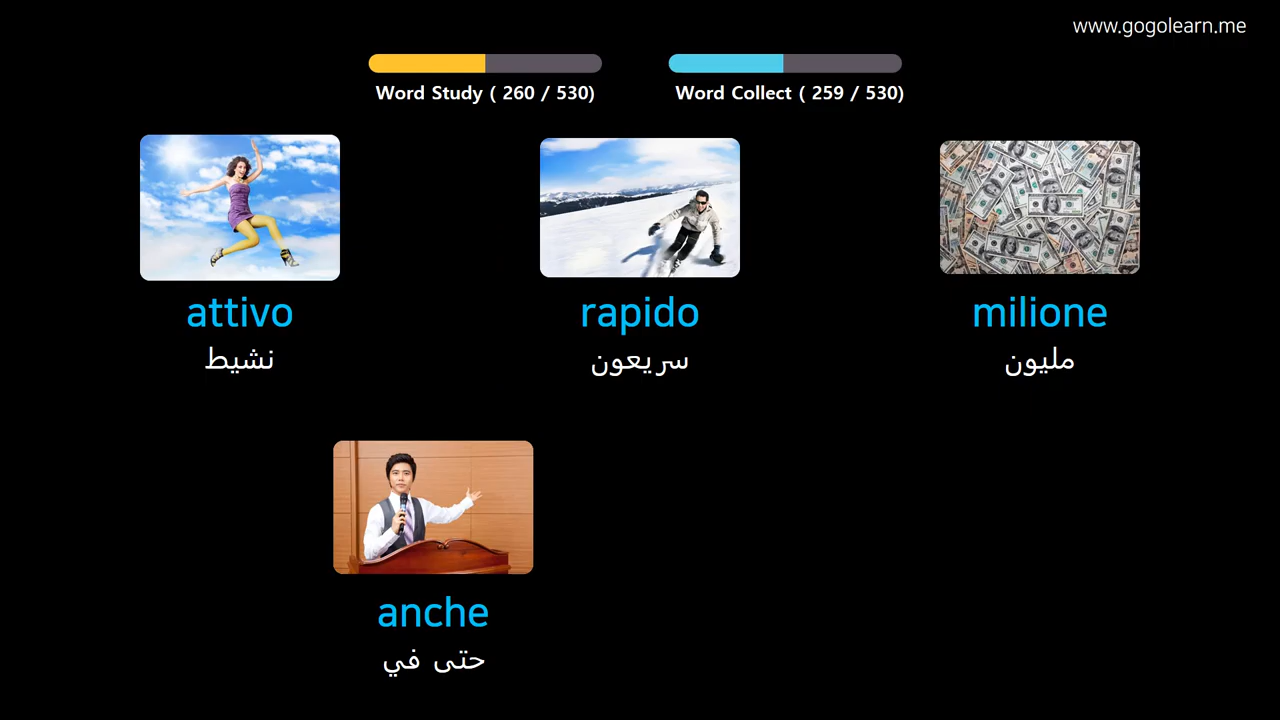 www.gogolearn.me
Word Study ( 260 / 530)
Word Collect ( 259 / 530)
attivo
نشيط
rapido
سريعون
milione
مليون
anche
حتى في